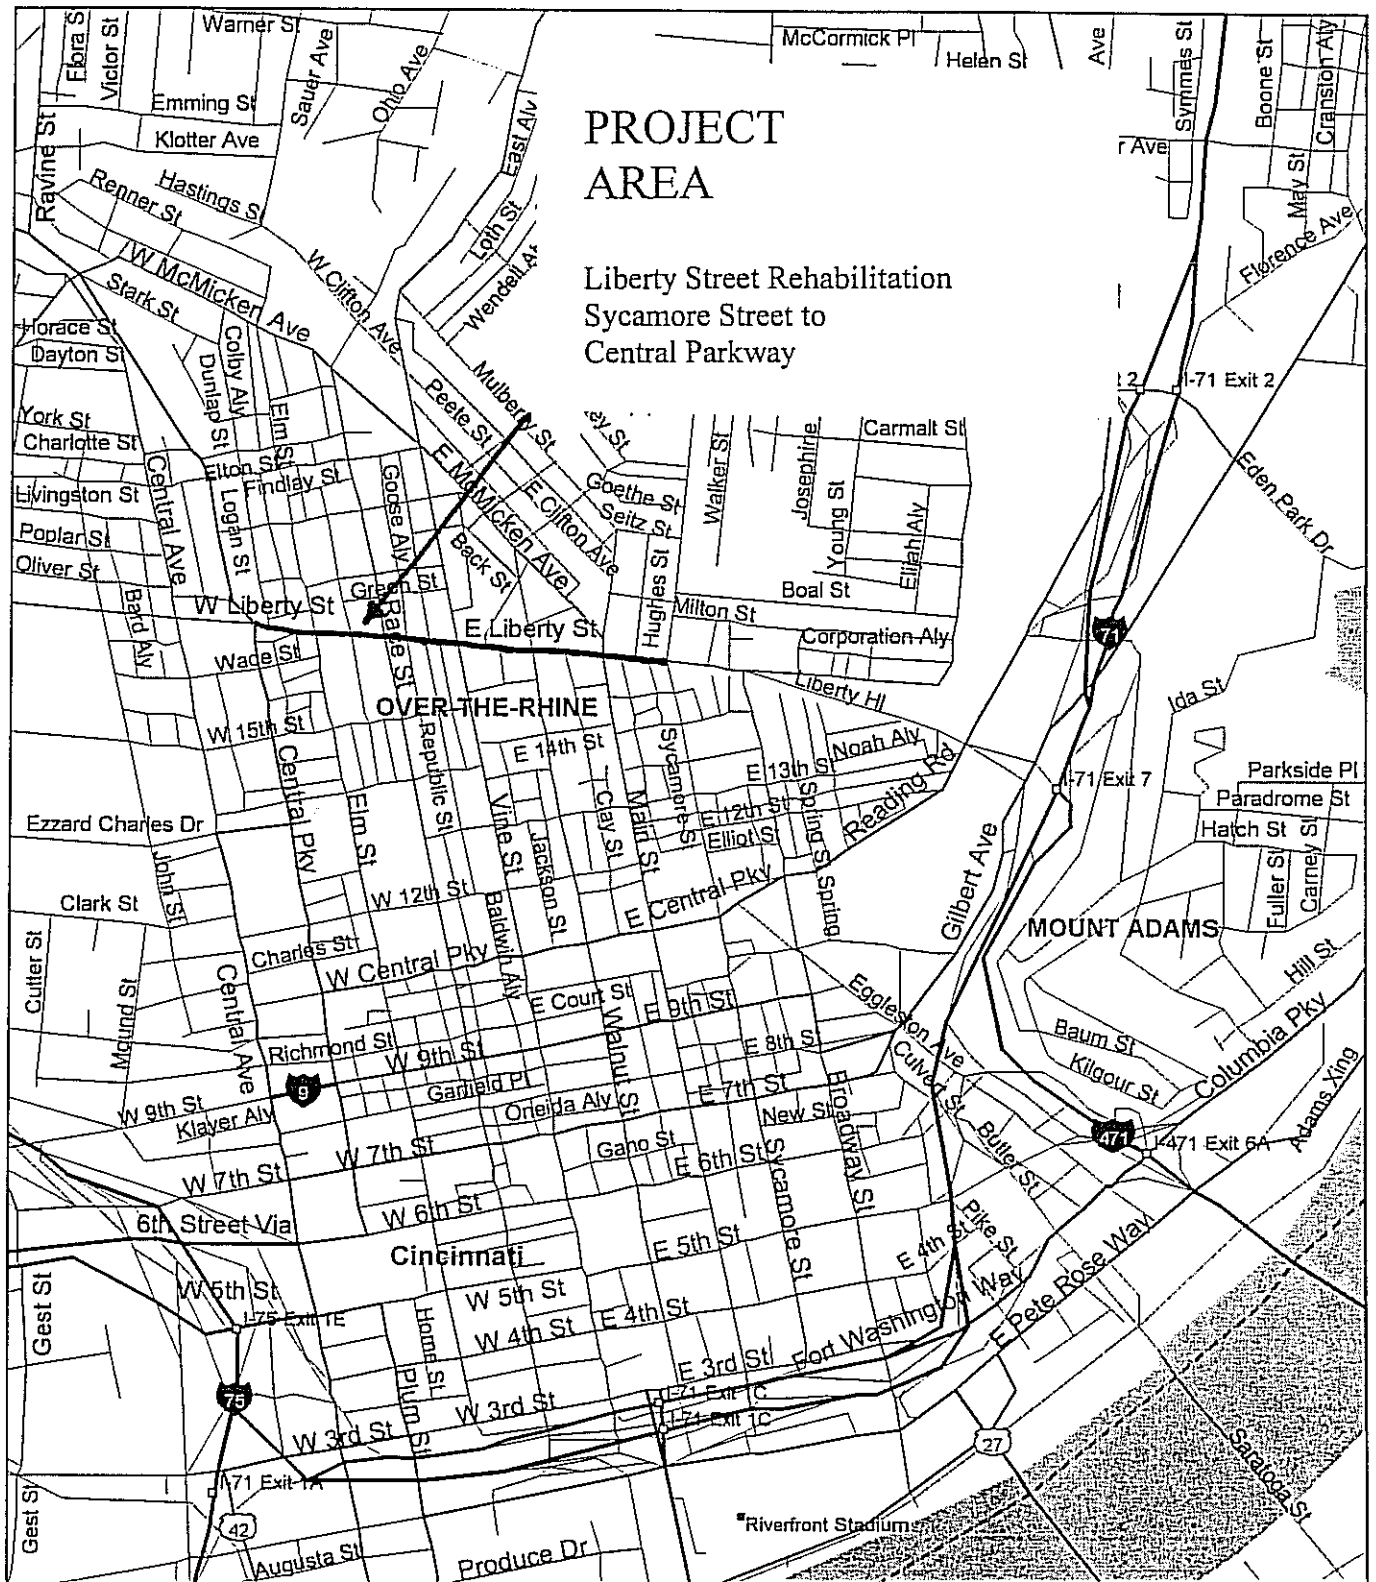 Warner St
McCormick Pl
Helen St
Ave
Symmes St
Boone St
Cranston Aly
Flora S
Victor St
Sauer Ave
Ohio Ave
Emming St
Klotter Ave
East Aly
PROJECT
AREA
r Ave
May St
Ravine St
Renner St
Hastings St
Loth St
Wendell A
Florence Ave
W McMicken Ave
W Clifton Ave
Stark St
Liberty Street Rehabilitation
Sycamore Street to
Central Parkway
Horace St
Dayton S
Colby Aly
Dunlap St
Elm St
Mulberry St
Peete St
2
I-71 Exit 2
York St
Charlotte St
Elton St
Findlay St
E McMicken Ave
E Clifton Ave
ey St
Walker St
Josephine
Carmalt St
Eden Park Dr
Livingston St
Central Ave
Logan St
Goose Aly
Goethe St
Seitz St
Young St
Elijah Aly
Poplar St
Oliver St
Back St
Green St
Boal St
Bard Aly
W Liberty St
Race St
E Liberty St
Hughes St
Milton St
Corporation Aly
71
Wade St
Liberty Hl
Ida St
OVER-THE-RHINE
W 15th St
Republic St
E 14th St
Sycamore S
Noah Aly
E 13th S
Reading Rd
I-71 Exit 7
Parkside Pl
Paradrome St
Hatch St
Ezzard Charles Dr
Central Pky
Elm St
Vine St
Jackson St
Clay St
Main St
E 12th St
Elliot St
Spring St
Spring
Gilbert Ave
Fuller St
Carney St
John St
Clark St
W 12th St
Baldwin Aly
E Central Pky
MOUNT ADAMS
Cutter St
Mound St
Charles St
W Central Pky
Central Ave
E Court St
E 9th St
Eggleston Ave
Hill St
Richmond St
W 9th St
Walnut St
E 8th St
Culver St
Baum St
Kilgour St
Columbia Pky
Adams Xing
9
Garfield Pl
W 9th St
Klayer Aly
Oneida Aly
E 7th St
New St
Broadway St
471
I-471 Exit 6A
W 7th St
W 7th St
Gano St
E 6th St
Sycamore St
Butler St
6th Street Via
W 6th St
Pike St
Cincinnati
E 5th St
E 4th St
W 5th St
W 5th St
Gest St
I-75 Exit 1E
Home St
W 4th St
E 4th St
Fort Washington Way
E Pete Rose Way
E 3rd St
75
Plum St
W 3rd St
W 3rd St
I-71 Exit 1C
I-71 Exit 1C
27
Saratoga St
I-71 Exit 1A
Gest St
42
Riverfront Stadium
Augusta St
Produce Dr